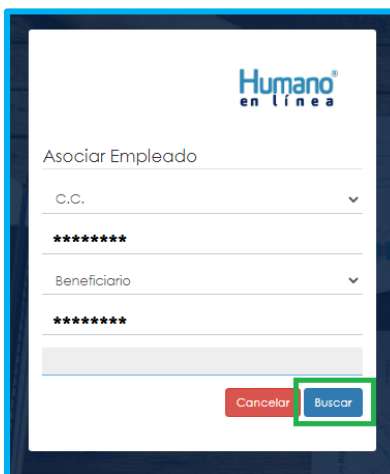 Humano®
en línea
Asociar Empleado
C.C.
********
Beneficiario
********
Cancelar Buscar